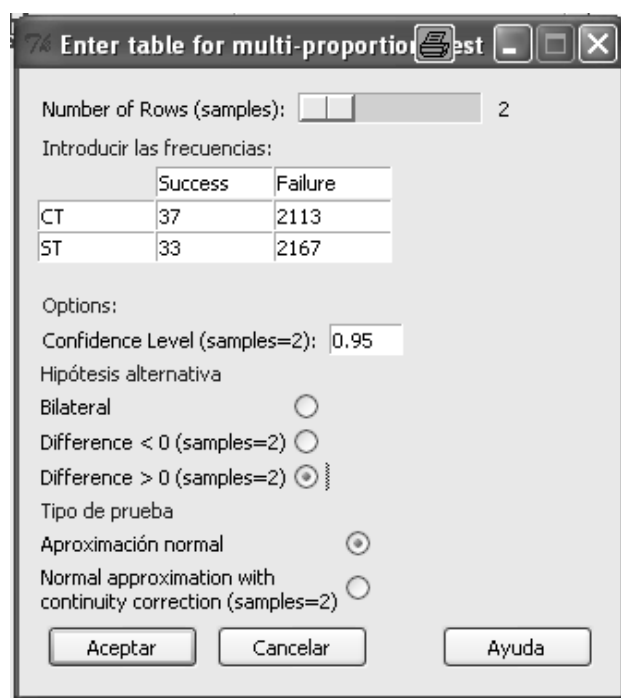 Enter table for multi-proportion est
Number of Rows (samples): 2
Introducir las frecuencias:
Success Failure
CT 37 2113
ST 33 2167
Options:
Confidence Level (samples=2): 0.95
Hipótesis alternativa
Bilateral
Difference < 0 (samples=2)
Difference > 0 (samples=2)
Tipo de prueba
Aproximación normal
Normal approximation with
continuity correction (samples=2)
Aceptar Cancelar Ayuda